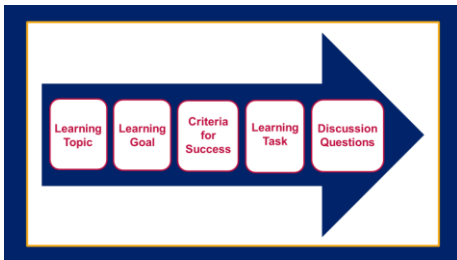 Learning
Topic
Learning
Goal
Criteria
for
Success
Learning
Task
Discussion
Questions